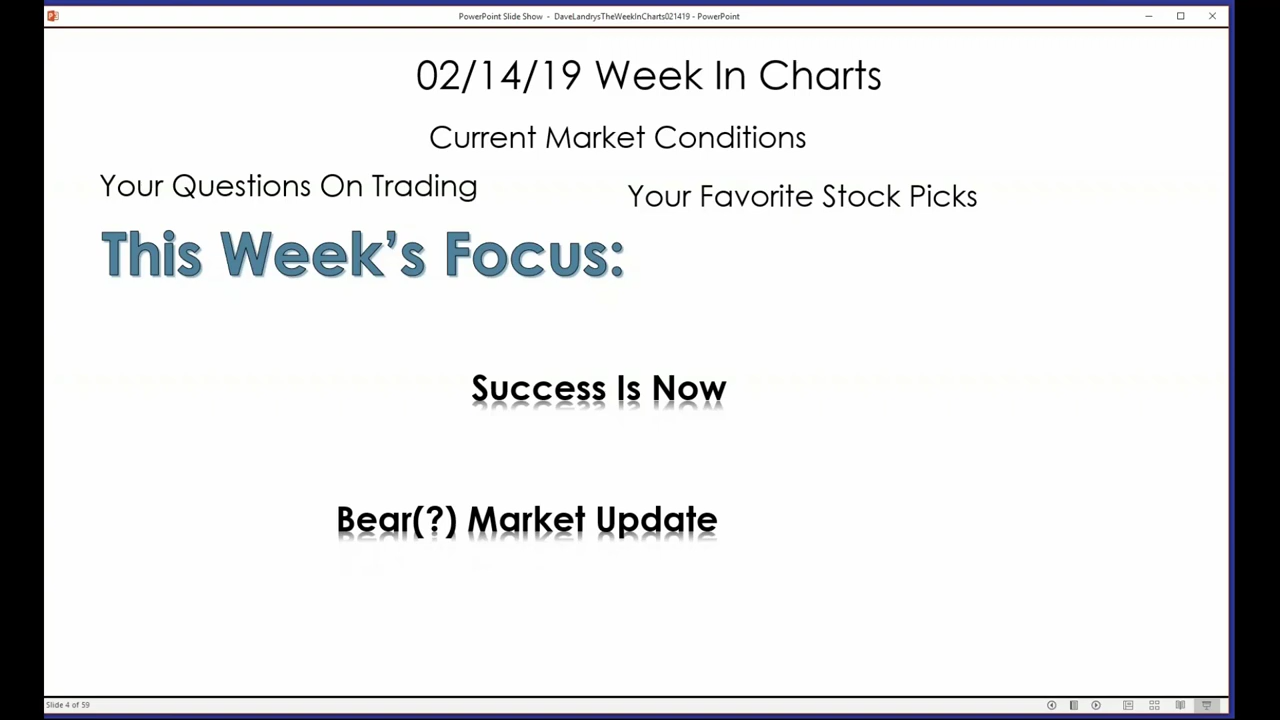 PowerPoint Slide Show - DaveLandrysTheWeekInCharts021419 - PowerPoint
02/14/19 Week In Charts
Current Market Conditions
Your Questions On Trading
Your Favorite Stock Picks
This Week's Focus:
Success Is Now
Bear(?) Market Update
Slide 4 of 59